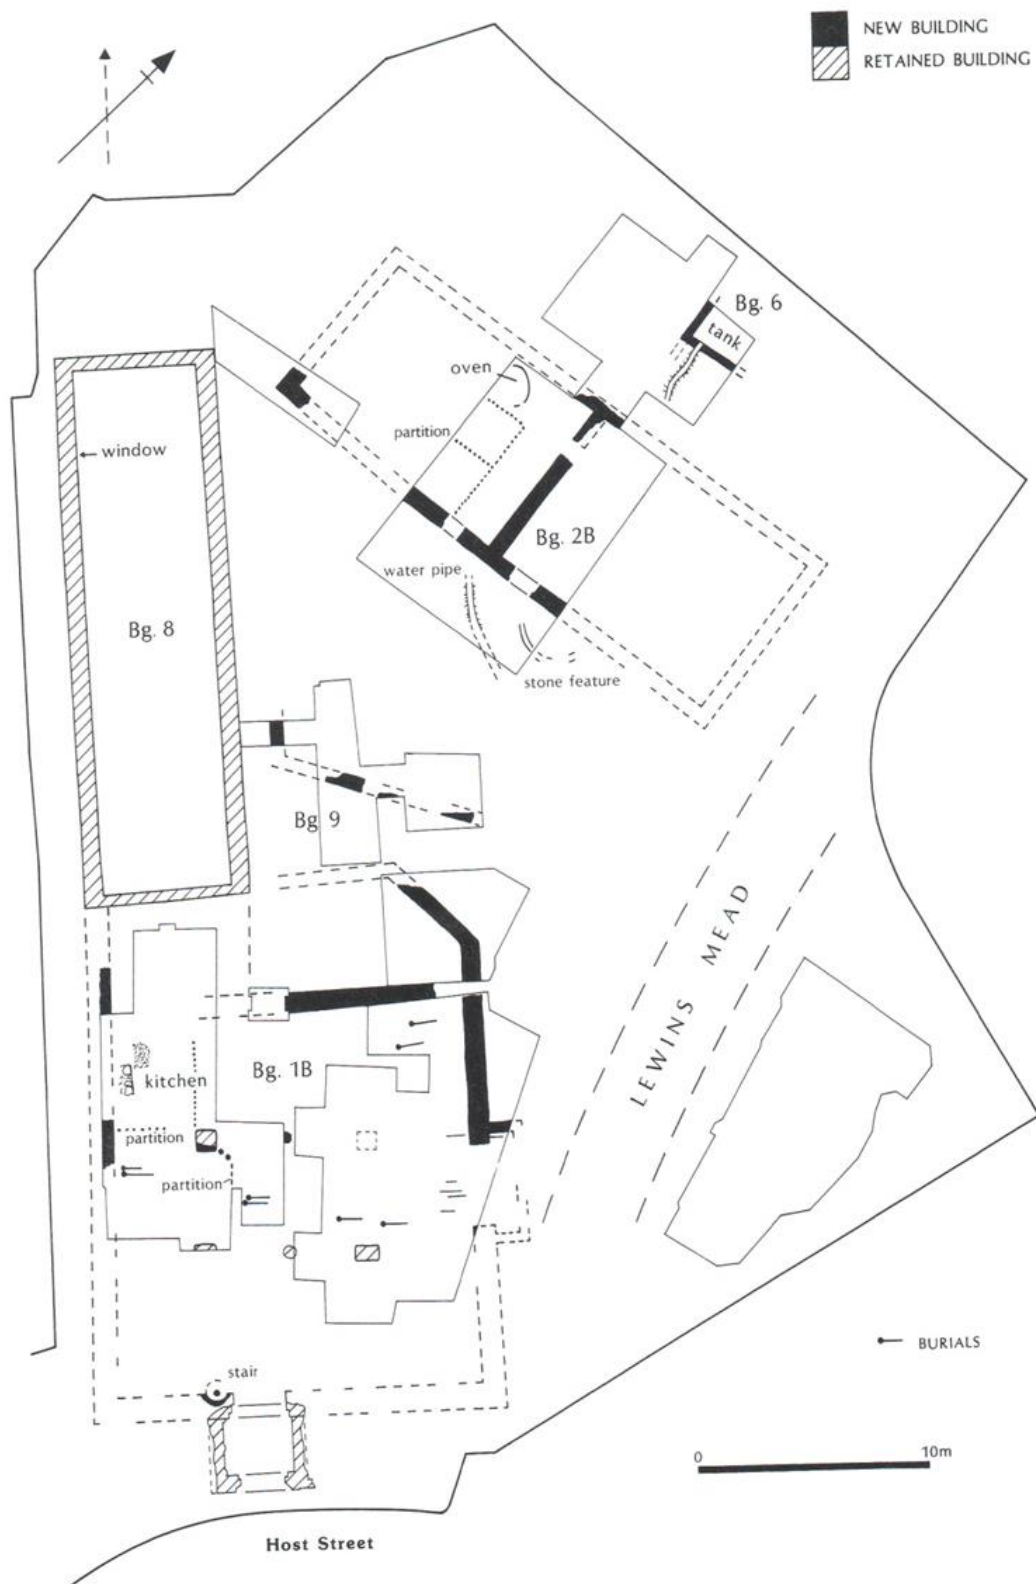 NEW BUILDING
RETAINED BUILDING
Bg. 6
tank
oven
partition
window
Bg. 2B
water pipe
Bg. 8
stone feature
Bg. 9
LEWINS MEAD
Bg. 1B
kitchen
partition
partition
BURIALS
stair
0 10m
Host Street